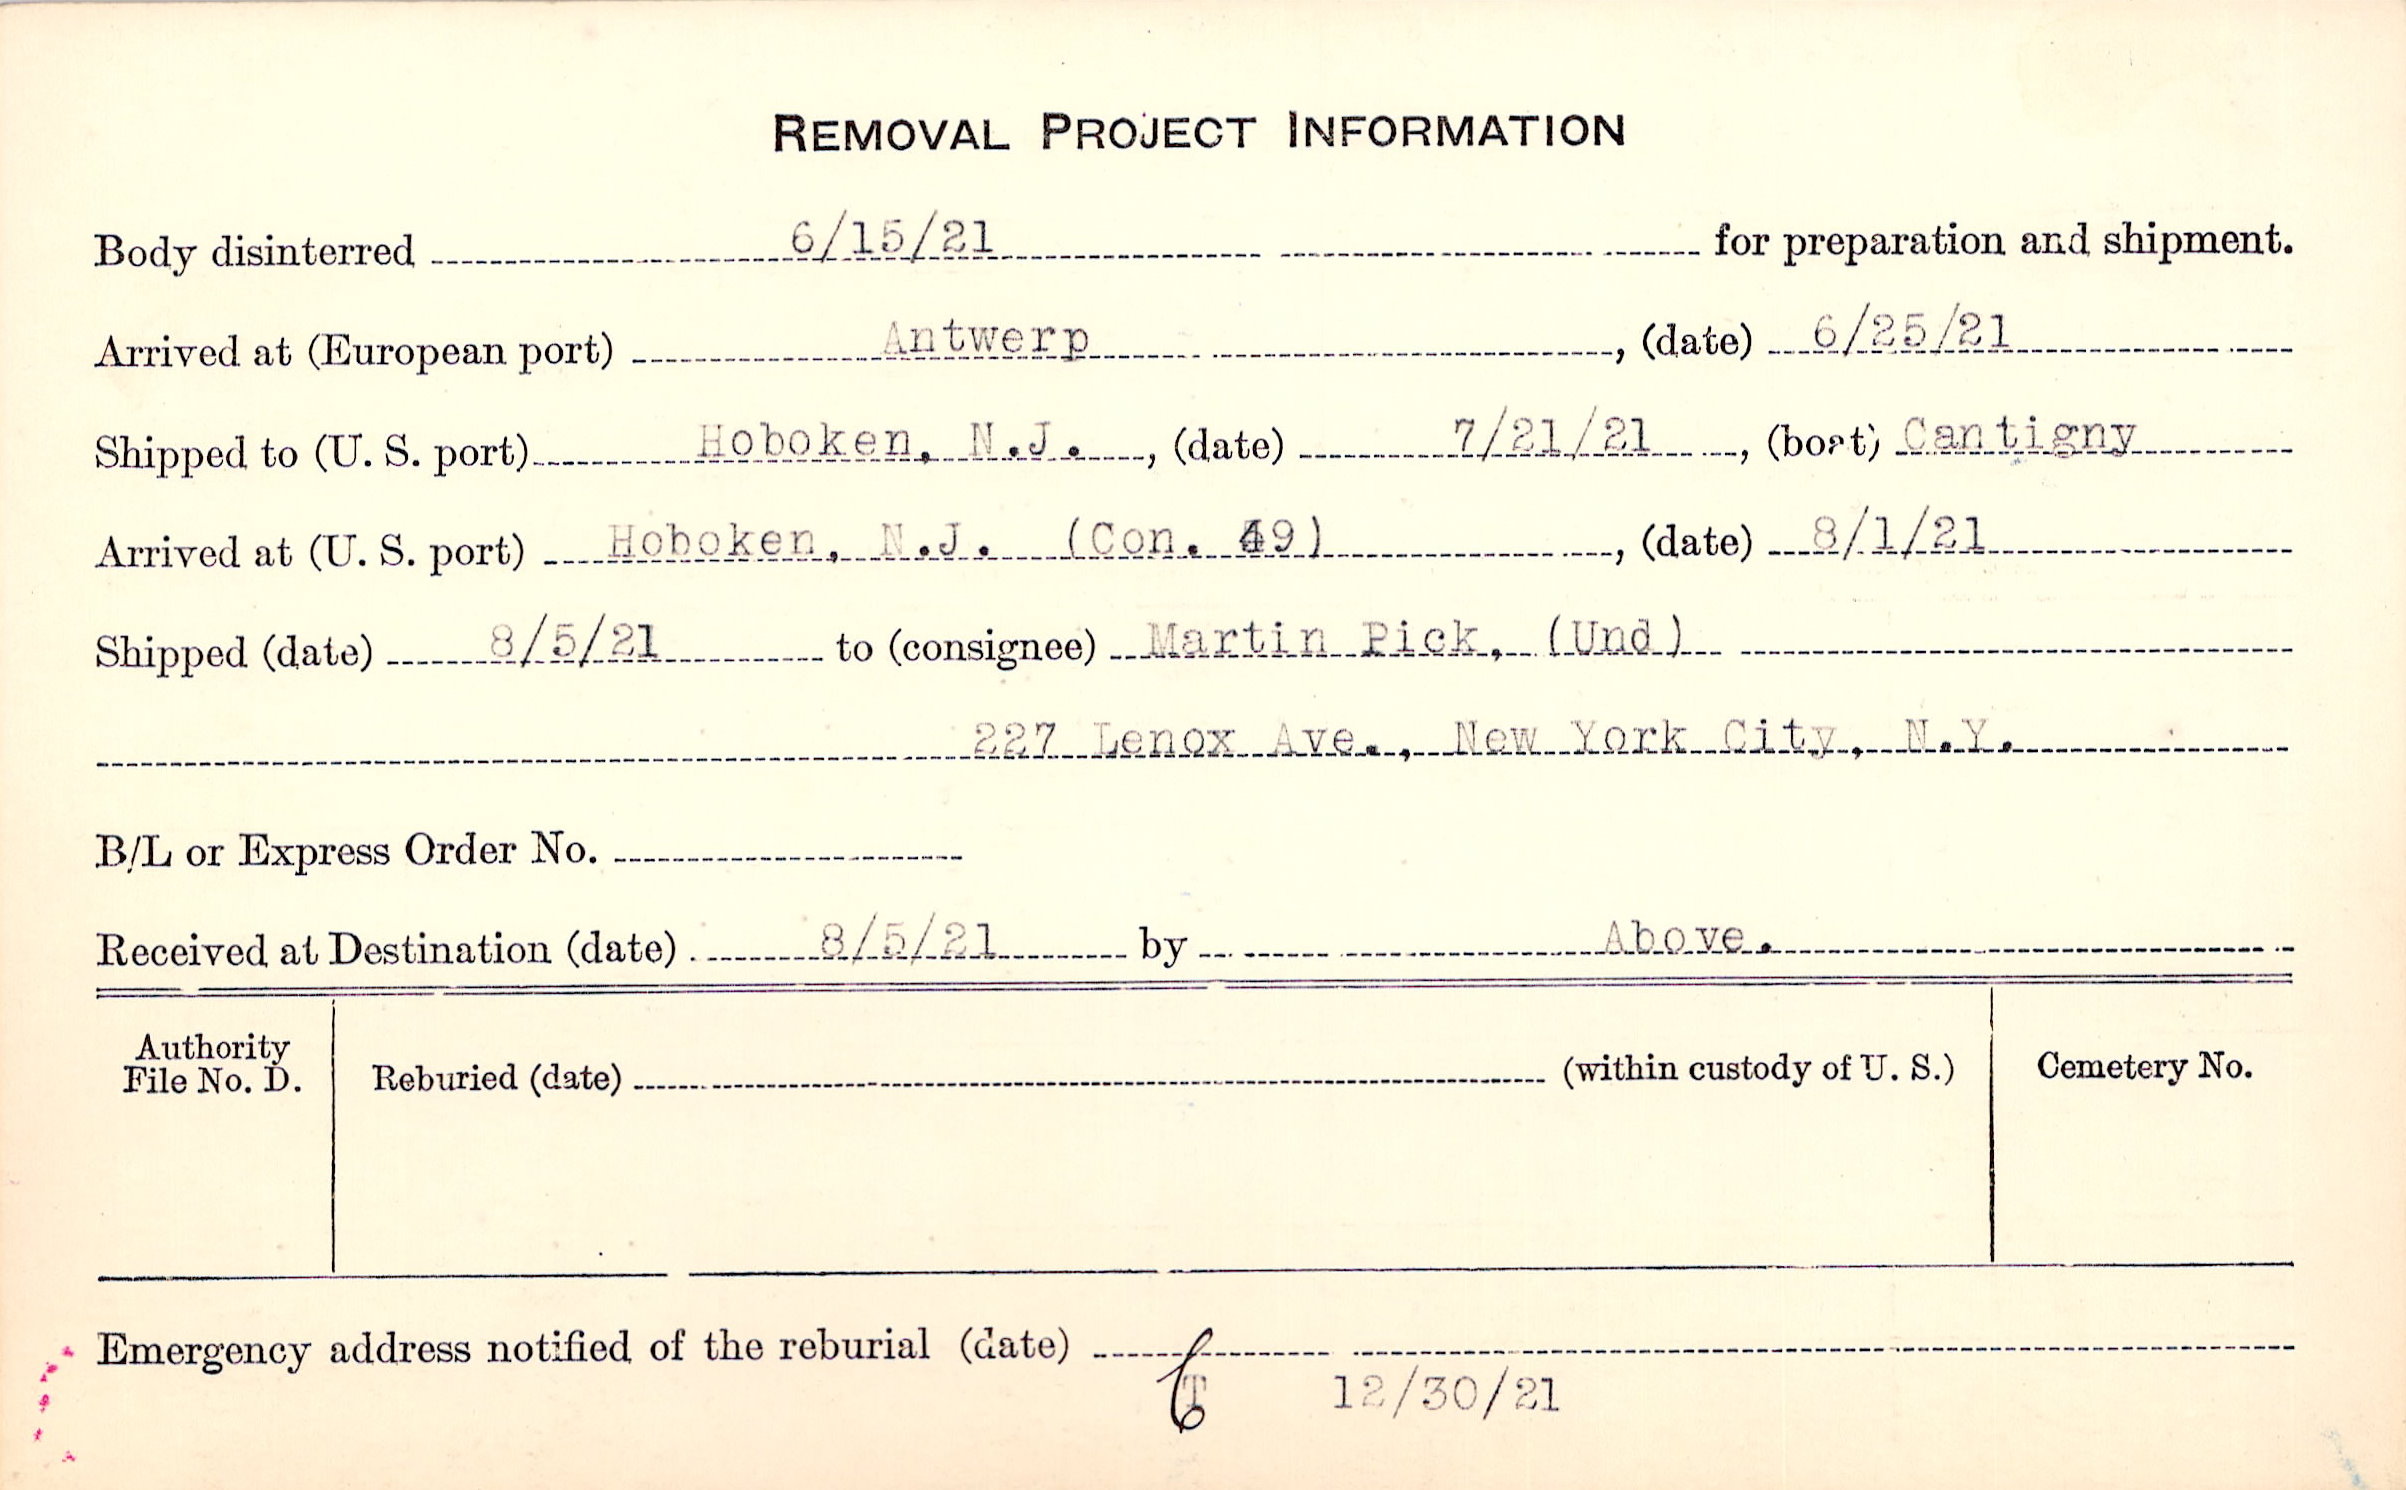 REMOVAL PROJECT INFORMATION
Body disinterred 6/15/21 for preparation and shipment.
Arrived at (European port) Antwerp, (date) 6/25/21
Shipped to (U. S. port) Hoboken, N.J., (date) 7/21/21, (boat) Cantigny
Arrived at (U. S. port) Hoboken, N.J. (Con. 49), (date) 8/1/21
Shipped (date) 8/5/21 to (consignee) Martin Pick, (Und)
227 Lenox Ave., New York City, N.Y.
B/L or Express Order No.
Received at Destination (date) 8/5/21 by Above.
Authority
File No. D.
Reburied (date) (within custody of U. S.)
Cemetery No.
Emergency address notified of the reburial (date)
T 12/30/21